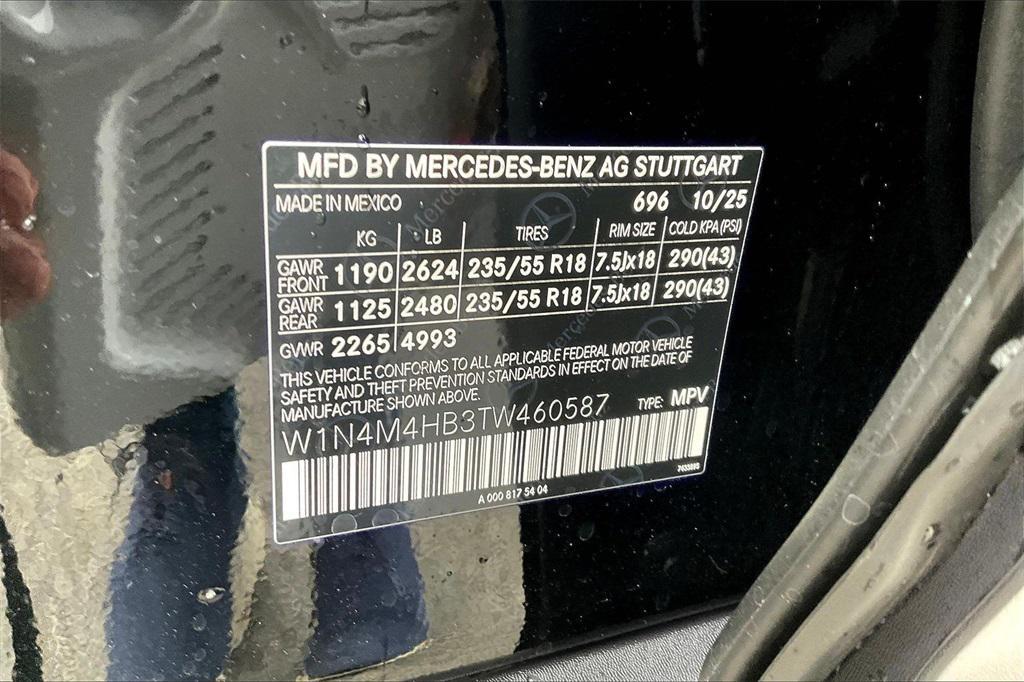 MFD BY MERCEDES-BENZ AG STUTTGART
MADE IN MEXICO 696 10/25
KG LB TIRES RIM SIZE COLD KPA (PSI)
GAWR FRONT 1190 2624 235/55 R18 7.5Jx18 290(43)
GAWR REAR 1125 2480 235/55 R18 7.5Jx18 290(43)
GVWR 2265 4993
THIS VEHICLE CONFORMS TO ALL APPLICABLE FEDERAL MOTOR VEHICLE
SAFETY AND THEFT PREVENTION STANDARDS IN EFFECT ON THE DATE OF
MANUFACTURE SHOWN ABOVE.
W1N4M4HB3TW460587 TYPE: MPV
A 000 817 54 04